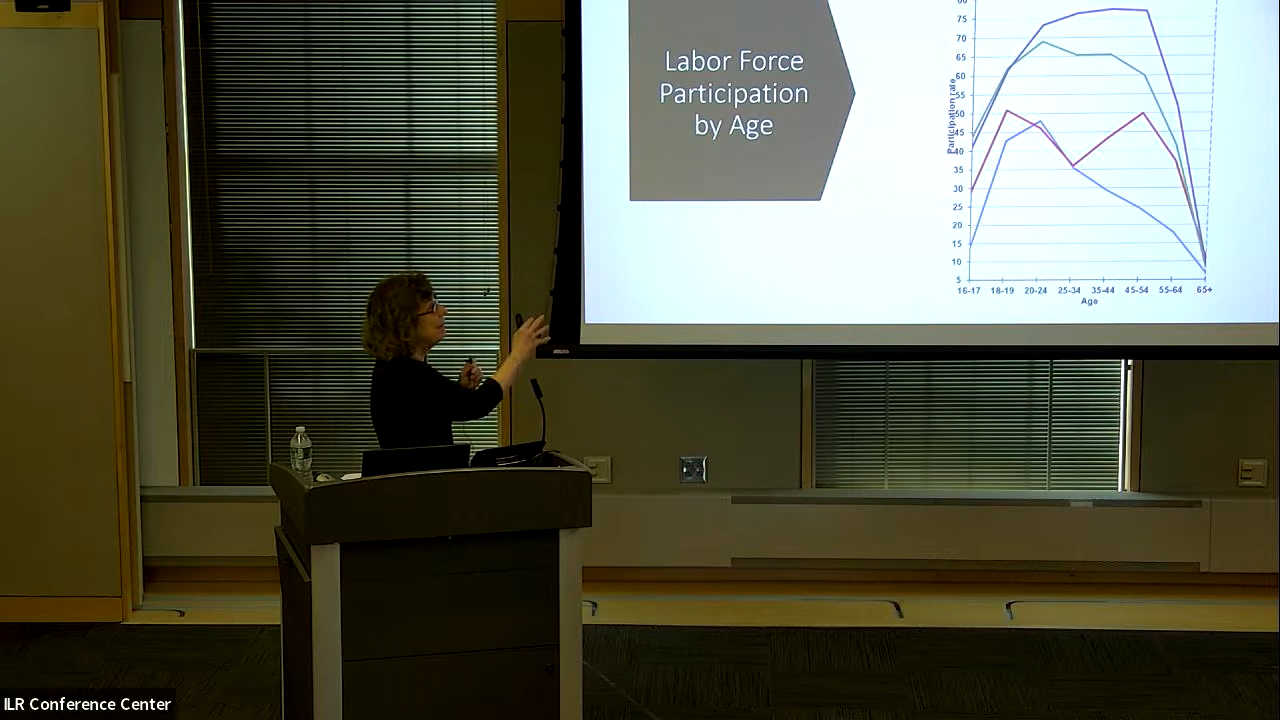 Labor Force
Participation
by Age
Participation rate
80
75
70
65
60
55
50
45
40
35
30
25
20
15
10
5
16-17 18-19 20-24 25-34 35-44 45-54 55-64 65+
Age
ILR Conference Center